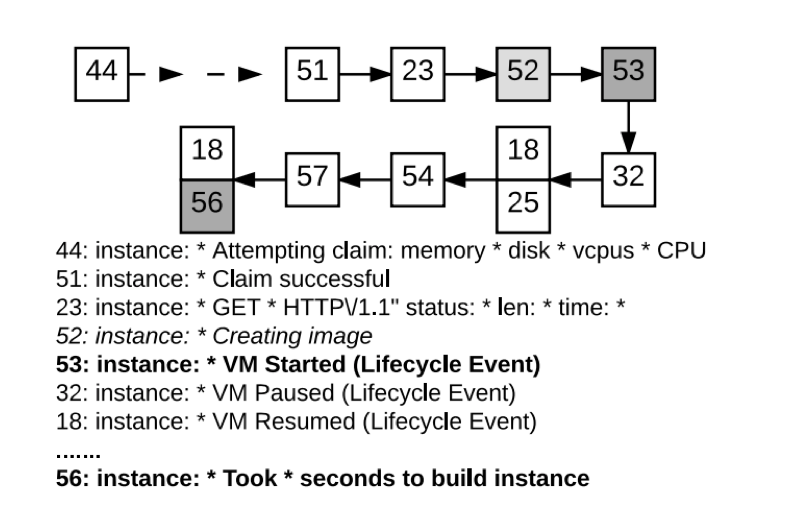 44 51 23 52 53
18 18
57 54 32
56 25
44: instance: * Attempting claim: memory * disk * vcpus * CPU
51: instance: * Claim successful
23: instance: * GET * HTTP\/1.1" status: * len: * time: *
52: instance: * Creating image
53: instance: * VM Started (Lifecycle Event)
32: instance: * VM Paused (Lifecycle Event)
18: instance: * VM Resumed (Lifecycle Event)
.......
56: instance: * Took * seconds to build instance